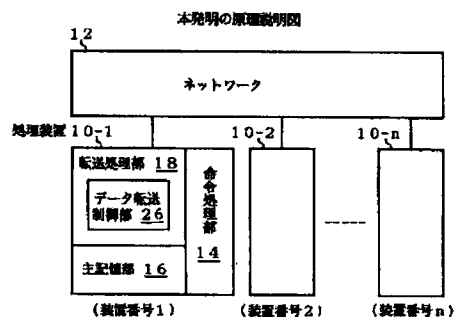 本発明の原理説明図
12
ネットワーク
処理装置 10-1
10-2
10-n
転送処理部 18
データ転送
制御部 26
命令処理部 14
主記憶部 16
(装置番号1)
(装置番号2)
(装置番号n)